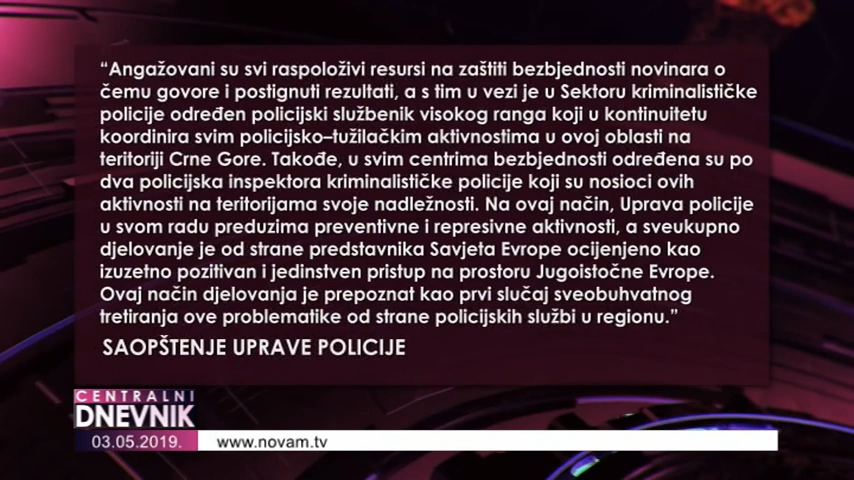 “Angažovani su svi raspoloživi resursi na zaštiti bezbjednosti novinara o
čemu govore i postignuti rezultati, a s tim u vezi je u Sektoru kriminalističke
policije određen policijski službenik visokog ranga koji u kontinuitetu
koordinira svim policijsko–tužilačkim aktivnostima u ovoj oblasti na
teritoriji Crne Gore. Takođe, u svim centrima bezbjednosti određena su po
dva policijska inspektora kriminalističke policije koji su nosioci ovih
aktivnosti na teritorijama svoje nadležnosti. Na ovaj način, Uprava policije
u svom radu preduzima preventivne i represivne aktivnosti, a sveukupno
djelovanje je od strane predstavnika Savjeta Evrope ocijenjeno kao
izuzetno pozitivan i jedinstven pristup na prostoru Jugoistočne Evrope.
Ovaj način djelovanja je prepoznat kao prvi slučaj sveobuhvatnog
tretiranja ove problematike od strane policijskih službi u regionu.”
SAOPŠTENJE UPRAVE POLICIJE
CENTRALNI
DNEVNIK
03.05.2019.
www.novam.tv